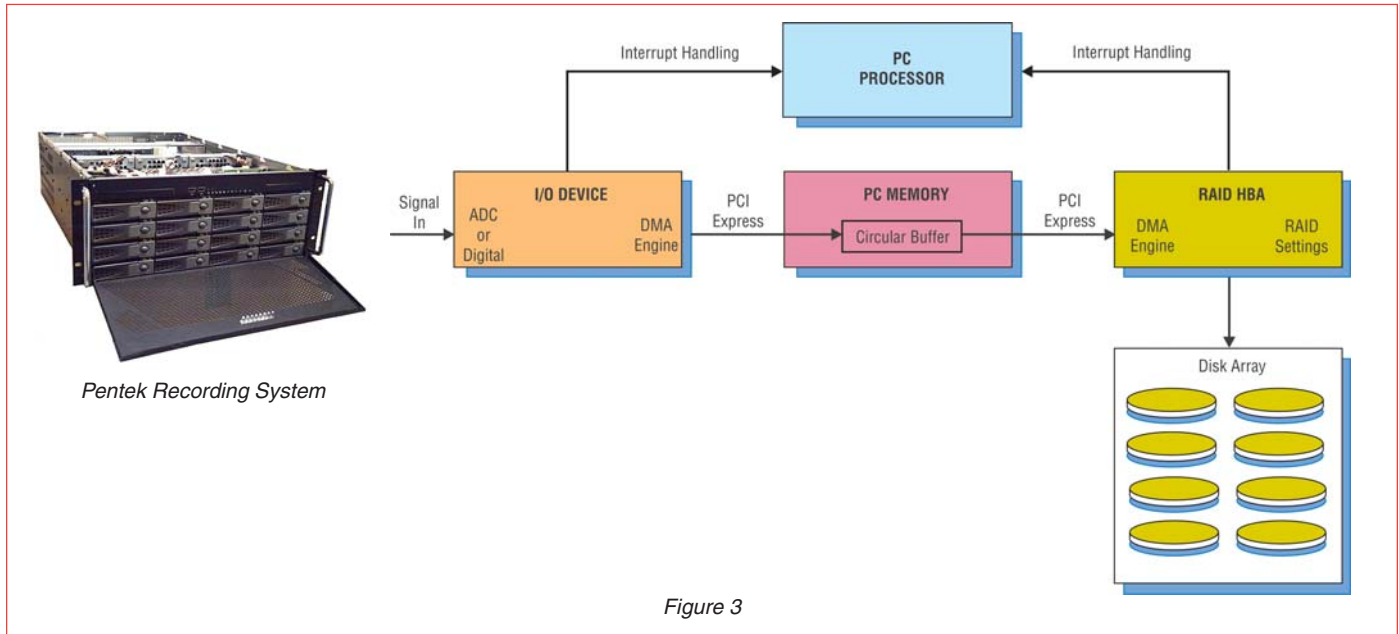 Pentek Recording System
Interrupt Handling
PC
PROCESSOR
Interrupt Handling
Signal
In
I/O DEVICE
ADC
or
Digital
DMA
Engine
PCI
Express
PC MEMORY
Circular Buffer
PCI
Express
RAID HBA
DMA
Engine
RAID
Settings
Disk Array
Figure 3